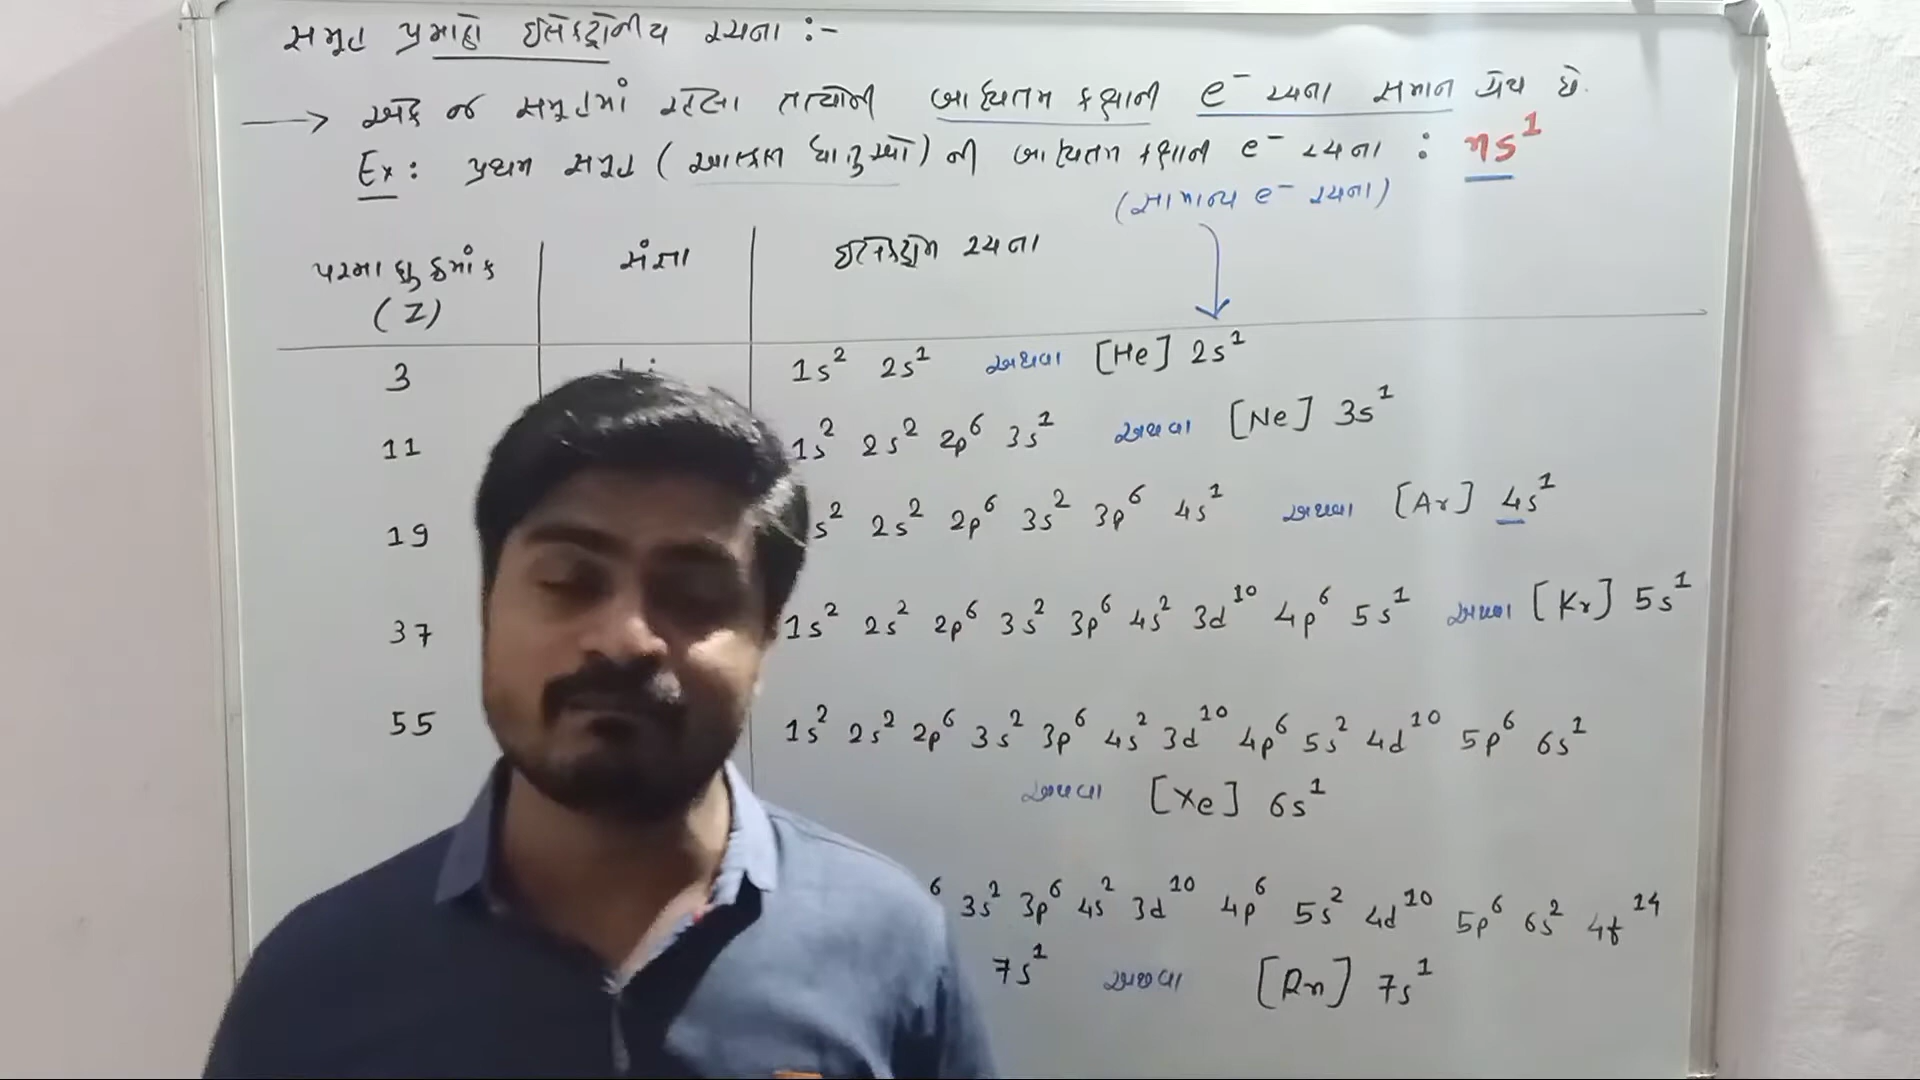 સમૂહ પ્રમાણે ઇલેક્ટ્રોનીય રચના :-
→ એક જ સમૂહમાં રહેલા તત્વોની બાહ્યતમ કક્ષાની e⁻ રચના સમાન હોય છે.
Ex : પ્રથમ સમૂહ ( આલ્કલી ધાતુઓ ) ની બાહ્યતમ કક્ષાની e⁻ રચના : ns¹
(સામાન્ય e⁻ રચના)
પરમાણુ ક્રમાંક (Z) સંજ્ઞા ઇલેક્ટ્રોન રચના
3 1s² 2s¹ અથવા [He] 2s¹
11 1s² 2s² 2p⁶ 3s¹ અથવા [Ne] 3s¹
19 s² 2s² 2p⁶ 3s² 3p⁶ 4s¹ અથવા [Ar] 4s¹
37 1s² 2s² 2p⁶ 3s² 3p⁶ 4s² 3d¹⁰ 4p⁶ 5s¹ અથવા [Kr] 5s¹
55 1s² 2s² 2p⁶ 3s² 3p⁶ 4s² 3d¹⁰ 4p⁶ 5s² 4d¹⁰ 5p⁶ 6s¹
અથવા [Xe] 6s¹
⁶ 3s² 3p⁶ 4s² 3d¹⁰ 4p⁶ 5s² 4d¹⁰ 5p⁶ 6s² 4f¹⁴
7s¹ અથવા [Rn] 7s¹